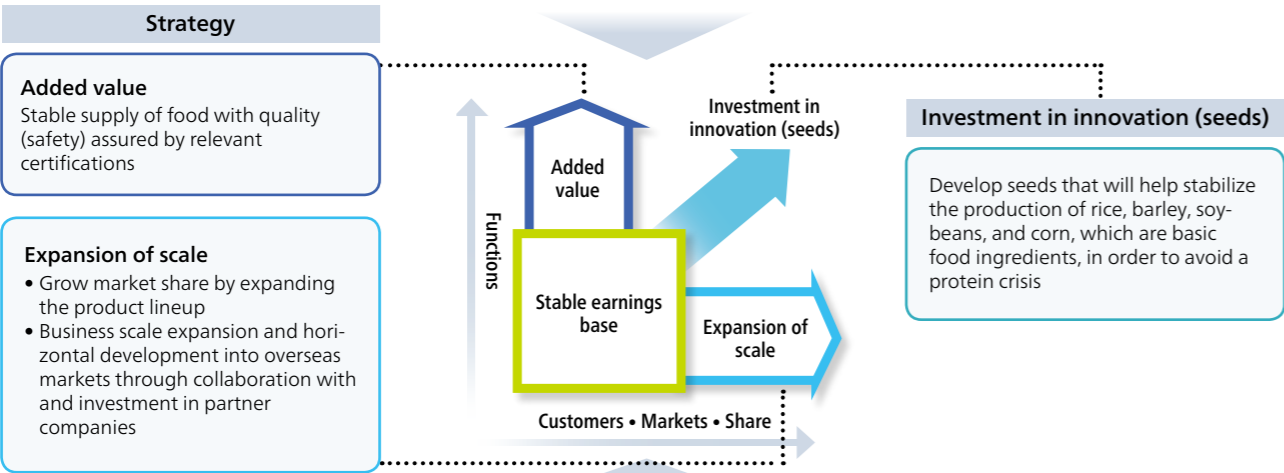 Strategy
Added value
Stable supply of food with quality
(safety) assured by relevant
certifications
Expansion of scale
• Grow market share by expanding
the product lineup
• Business scale expansion and hori-
zontal development into overseas
markets through collaboration with
and investment in partner
companies
Functions
Added
value
Investment in
innovation (seeds)
Stable earnings
base
Expansion of
scale
Customers • Markets • Share
Investment in innovation (seeds)
Develop seeds that will help stabilize
the production of rice, barley, soy-
beans, and corn, which are basic
food ingredients, in order to avoid a
protein crisis